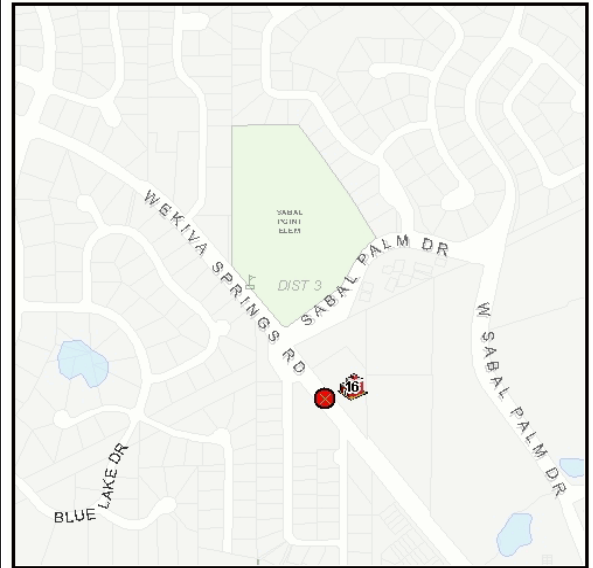 WEKIVA SPRINGS RD
SABAL
POINT
ELEM
DIST 3
SABAL PALM DR
16
W SABAL PALM DR
BLUE LAKE DR